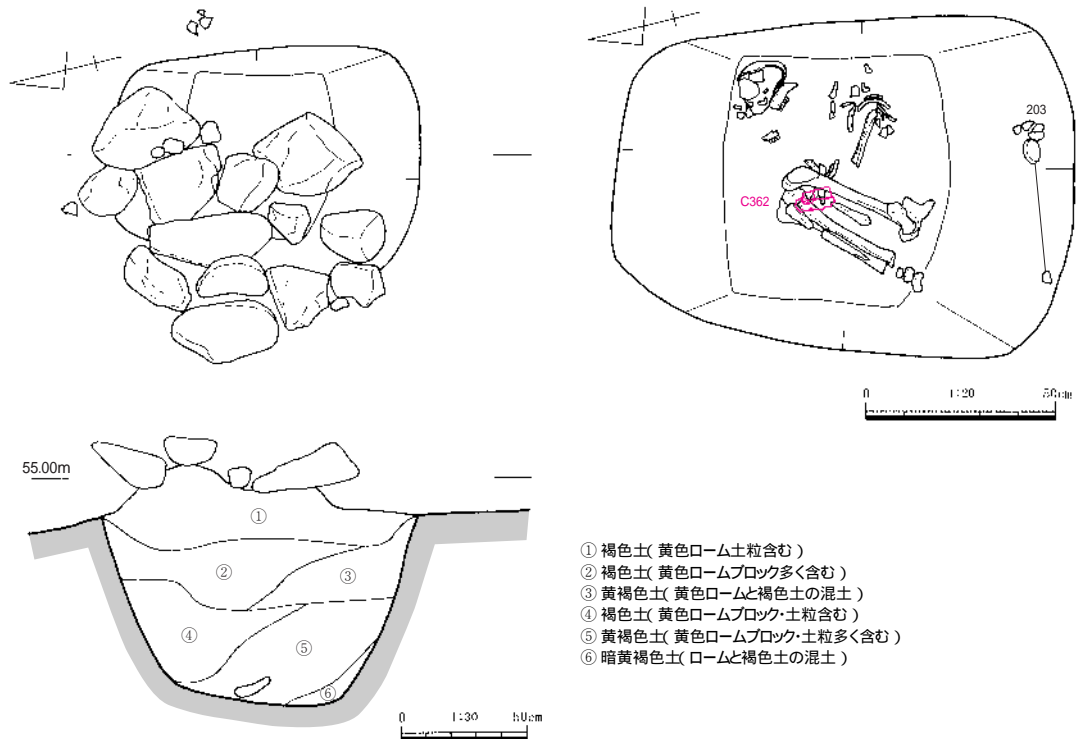 203
C362
0 1:20 50cm
55.00m
①
②
③
④
⑤
⑥
① 褐色土( 黄色ローム土粒含む )
② 褐色土( 黄色ロームブロック多く含む )
③ 黄褐色土( 黄色ロームと褐色土の混土 )
④ 褐色土( 黄色ロームブロック・土粒含む )
⑤ 黄褐色土( 黄色ロームブロック・土粒多く含む )
⑥ 暗黄褐色土( ロームと褐色土の混土 )
0 1:30 50cm